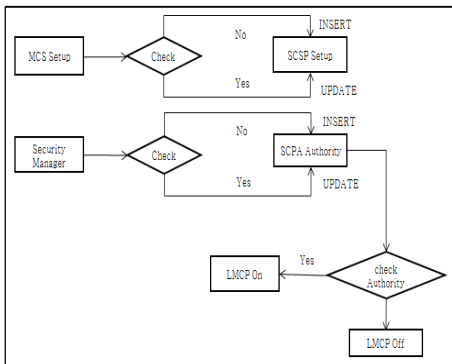 No
INSERT
MCS Setup
Check
SCSP Setup
Yes
UPDATE
No
INSERT
Security
Manager
Check
SCPA Authority
Yes
UPDATE
Yes
LMCP On
check
Authority
LMCP Off